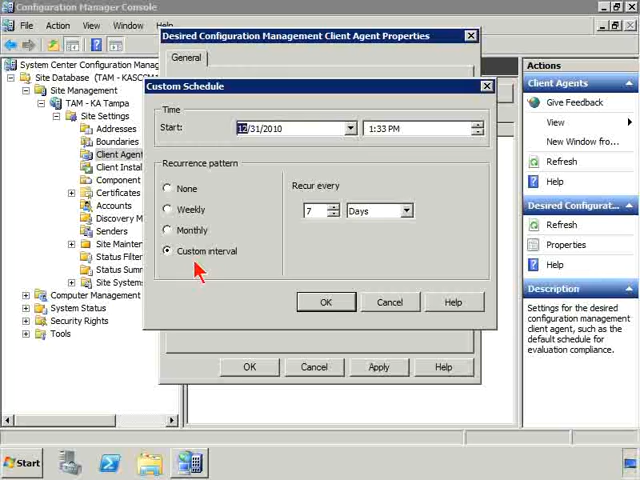 Configuration Manager Console
File Action View Window Help
System Center Configuration Manager
Site Database (TAM - KASCCM
Site Management
TAM - KA Tampa
Site Settings
Addresses
Boundaries
Client Agent
Client Instal
Component
Certificates
Accounts
Discovery M
Senders
Site Mainten
Status Filter
Status Summ
Site Systems
Computer Management
System Status
Security Rights
Tools
Desired Configuration Management Client Agent Properties
General
Custom Schedule
Time
Start:
12/31/2010
1:33 PM
Recurrence pattern
None
Weekly
Monthly
Custom interval
Recur every
7
Days
OK
Cancel
Help
OK
Cancel
Apply
Help
Actions
Client Agents
Give Feedback
View
New Window fro...
Refresh
Help
Desired Configurat...
Refresh
Properties
Help
Description
Settings for the desired
configuration management
client agent, such as the
default schedule for
evaluation compliance.
Start